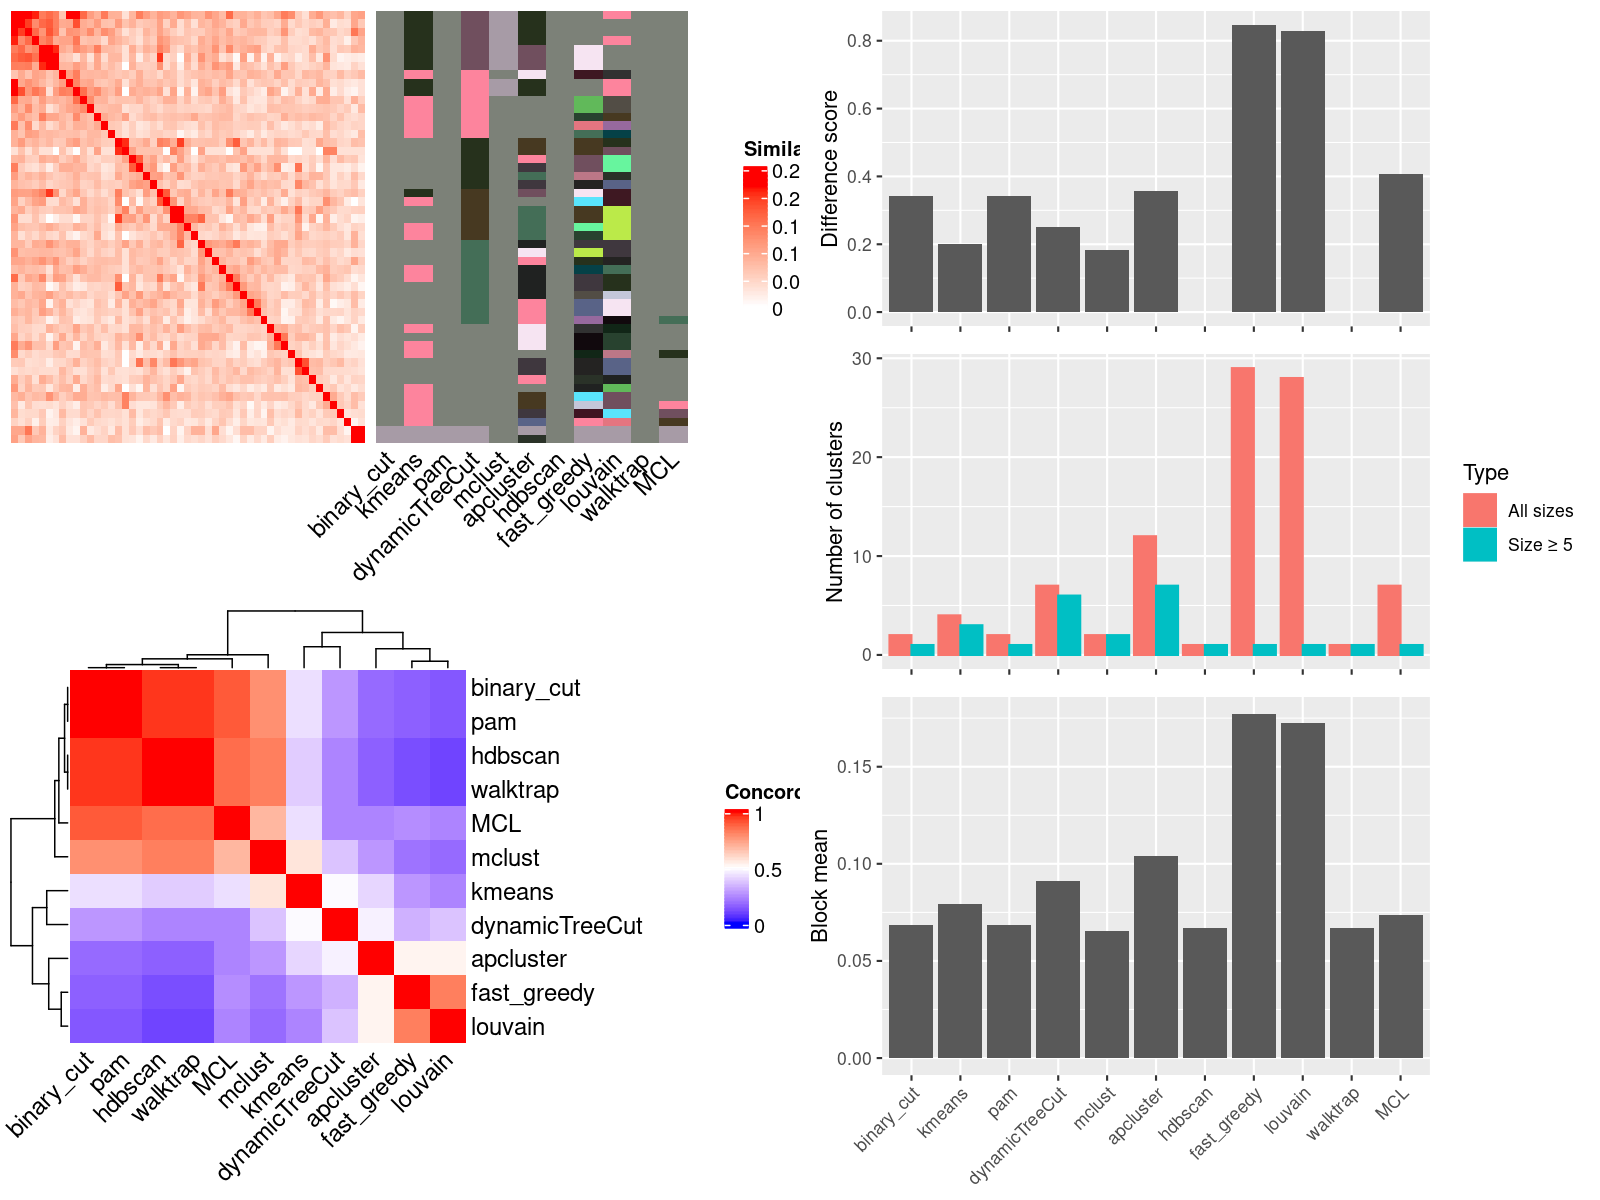 Simila
0.2
0.2
0.1
0.1
0.0
0
binary_cut
kmeans
pam
dynamicTreeCut
mclust
apcluster
hdbscan
fast_greedy
louvain
walktrap
MCL
binary_cut
pam
hdbscan
walktrap
MCL
mclust
kmeans
dynamicTreeCut
apcluster
fast_greedy
louvain
binary_cut
pam
hdbscan
walktrap
MCL
mclust
kmeans
dynamicTreeCut
apcluster
fast_greedy
louvain
Concord
1
0.5
0
Difference score
0.8
0.6
0.4
0.2
0.0
Number of clusters
30
20
10
0
Type
All sizes
Size ≥ 5
Block mean
0.15
0.10
0.05
0.00
binary_cut
kmeans
pam
dynamicTreeCut
mclust
apcluster
hdbscan
fast_greedy
louvain
walktrap
MCL